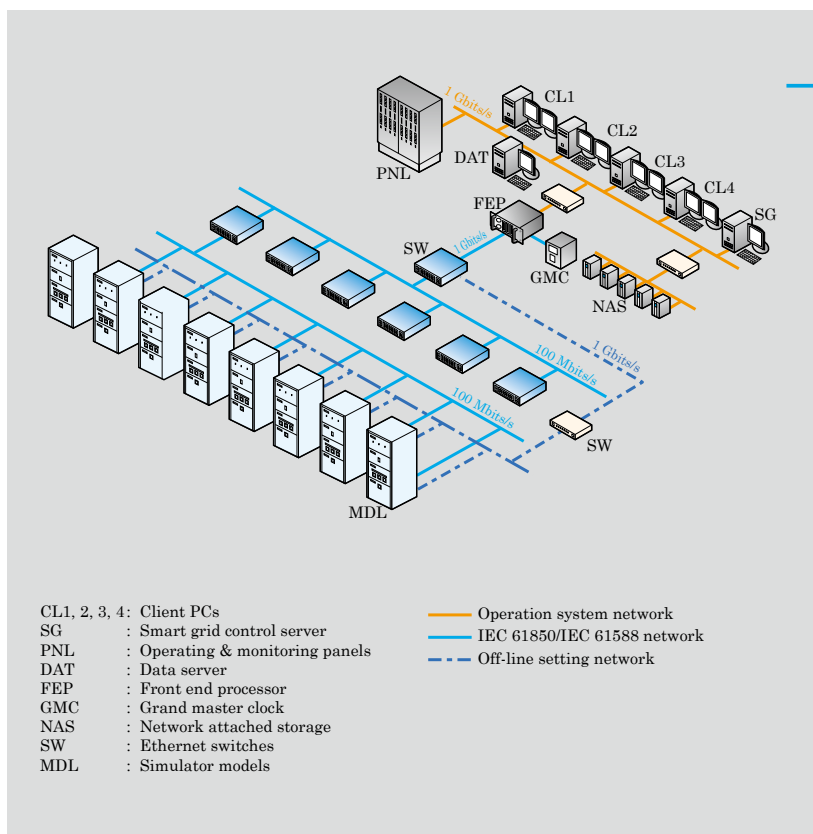 1 Gbits/s
CL1
CL2
CL3
CL4
SG
PNL
DAT
FEP
SW
1Gbits/s
GMC
NAS
1 Gbits/s
100 Mbits/s
100 Mbits/s
SW
MDL
CL1, 2, 3, 4 : Client PCs
SG : Smart grid control server
PNL : Operating & monitoring panels
DAT : Data server
FEP : Front end processor
GMC : Grand master clock
NAS : Network attached storage
SW : Ethernet switches
MDL : Simulator models
Operation system network
IEC 61850/IEC 61588 network
Off-line setting network